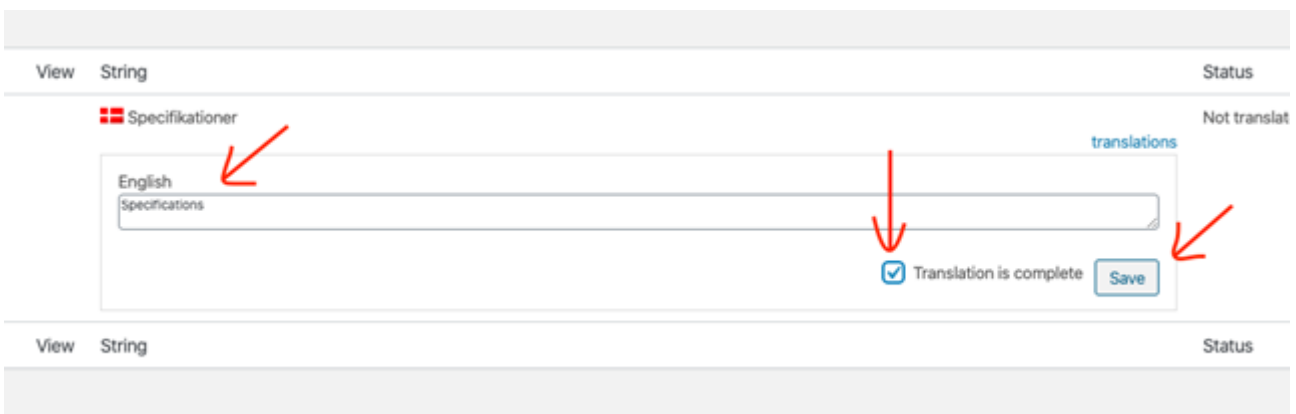 View String Status
Specifikationer Not translat
translations
English
Specifications
Translation is complete Save
View String Status